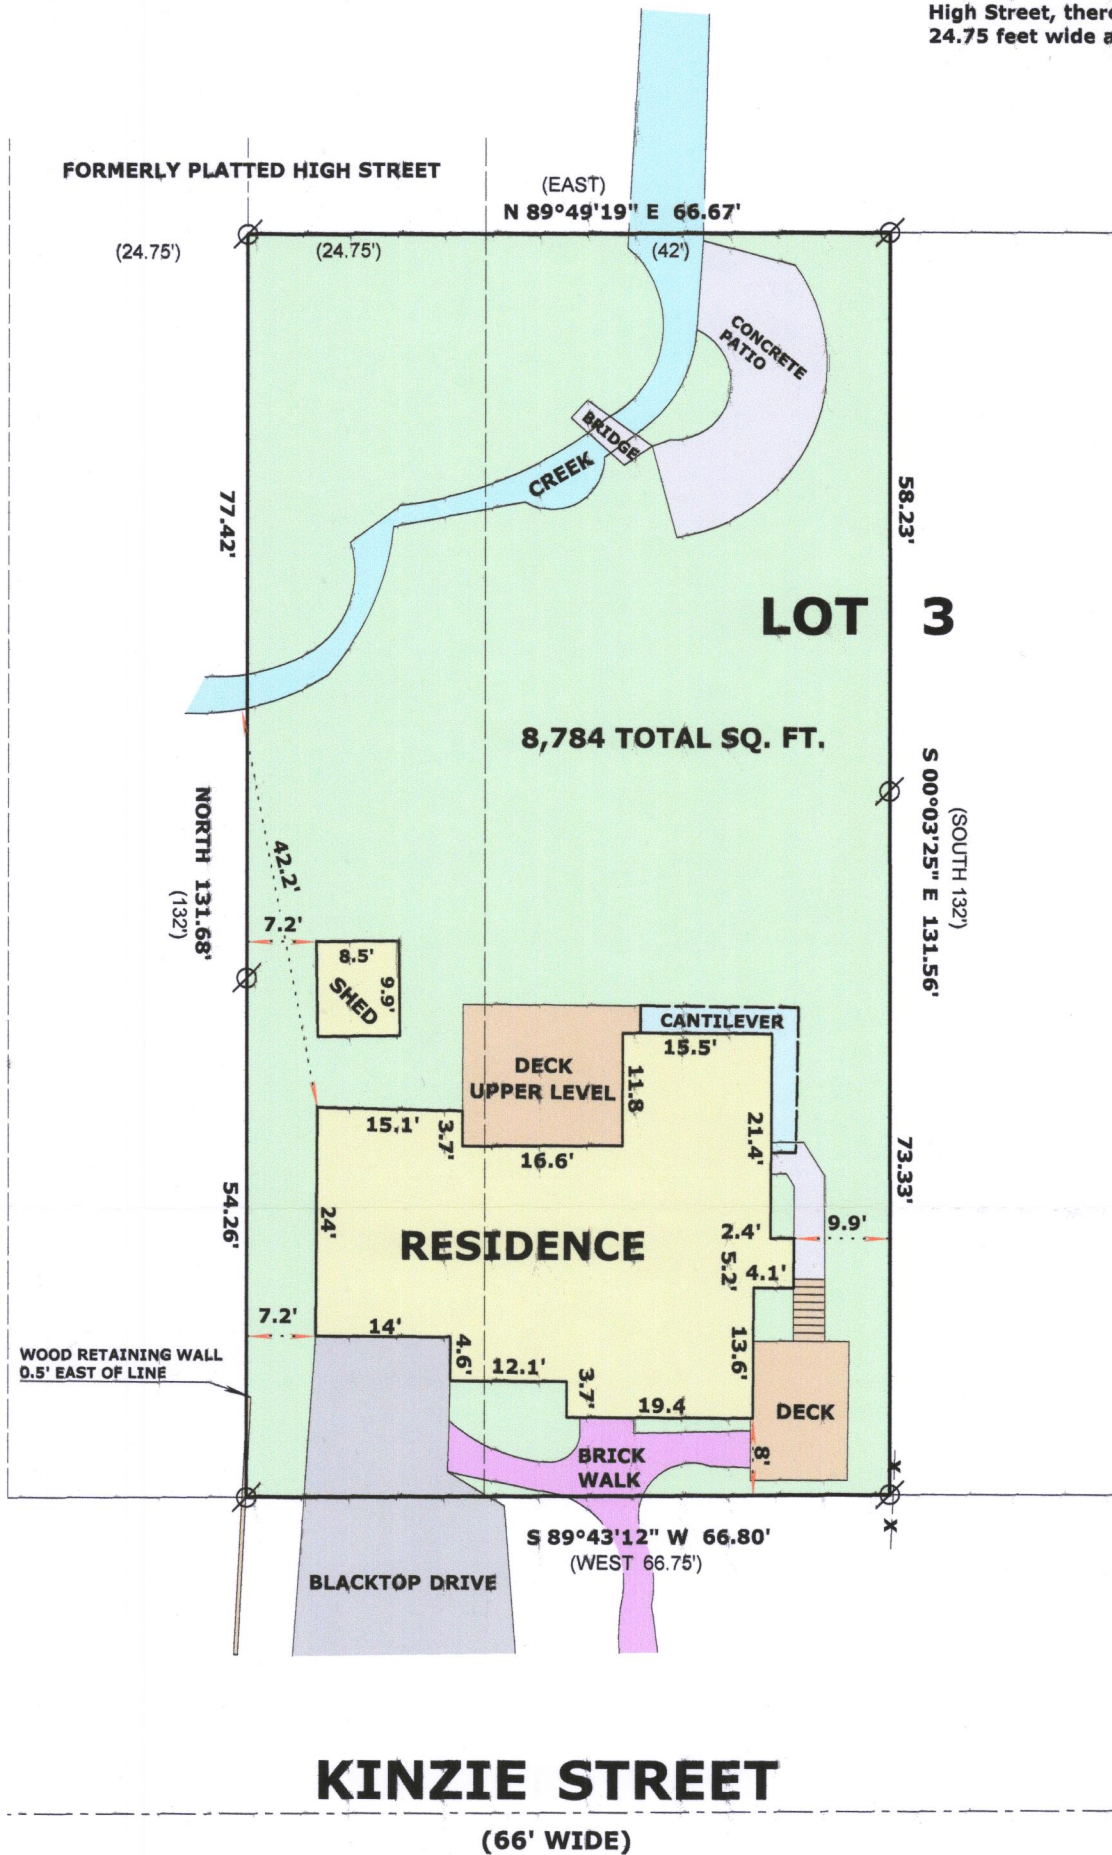 High Street, there
24.75 feet wide a
FORMERLY PLATTED HIGH STREET
(EAST)
N 89°49'19" E 66.67'
(24.75')
(24.75')
(42')
CONCRETE
PATIO
BRIDGE
CREEK
77.42'
58.23'
LOT 3
8,784 TOTAL SQ. FT.
NORTH 131.68'
(132')
S 00°03'25" E 131.56'
(SOUTH 132')
42.2'
7.2'
8.5'
9.9'
SHED
CANTILEVER
15.5'
DECK
UPPER LEVEL
11.8
15.1'
3.7'
16.6'
21.4'
73.33'
54.26'
24'
RESIDENCE
2.4'
9.9'
5.2'
4.1'
7.2'
14'
4.6'
12.1'
3.7'
19.4
13.6'
WOOD RETAINING WALL
0.5' EAST OF LINE
DECK
BRICK
WALK
8'
x
x
S 89°43'12" W 66.80'
(WEST 66.75')
BLACKTOP DRIVE
KINZIE STREET
(66' WIDE)